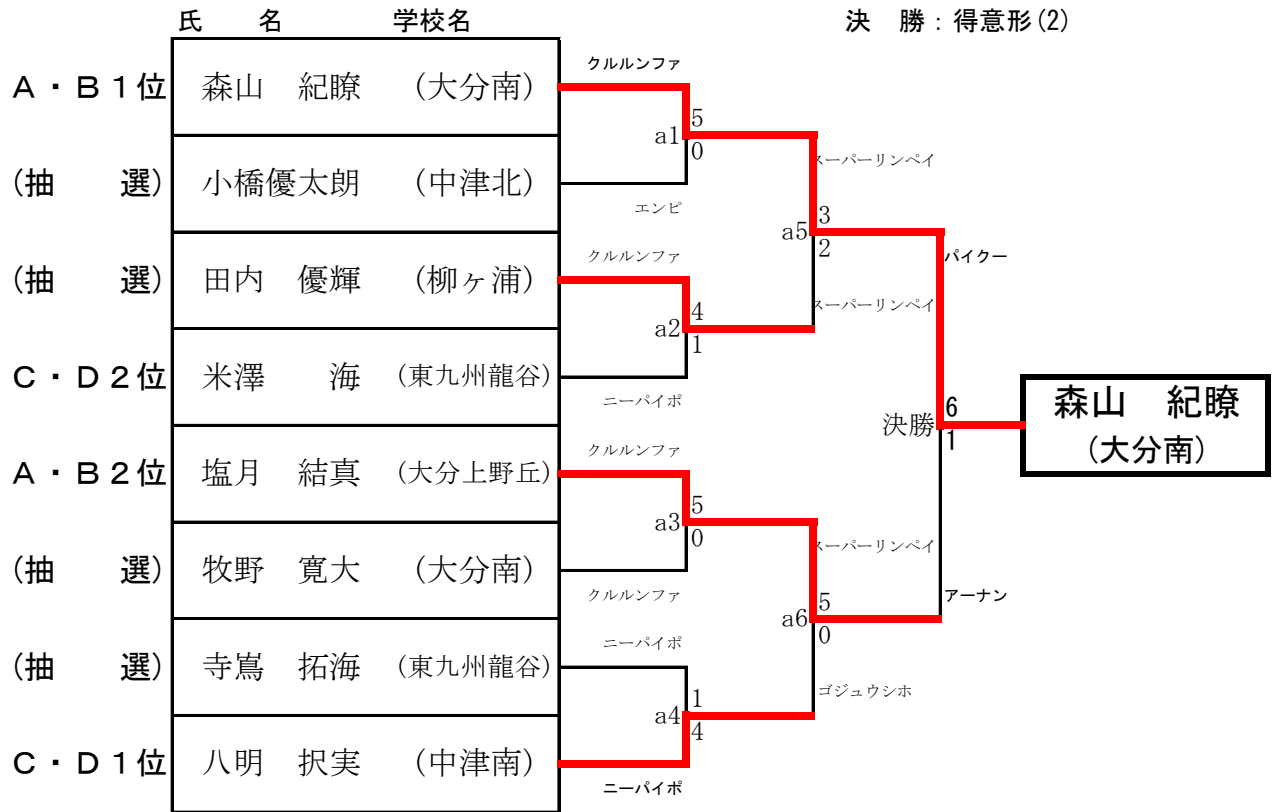 氏　名　学校名　決　勝：得意形(2)
A・B1位　森山　紀瞭　(大分南)
(抽　選)　小橋優太朗　(中津北)
(抽　選)　田内　優輝　(柳ヶ浦)
C・D2位　米澤　海　(東九州龍谷)
A・B2位　塩月　結真　(大分上野丘)
(抽　選)　牧野　寛大　(大分南)
(抽　選)　寺嶌　拓海　(東九州龍谷)
C・D1位　八明　択実　(中津南)
クルルンファ
a1 5 0
エンピ
クルルンファ
a2 4 1
ニーパイポ
クルルンファ
a3 5 0
クルルンファ
ニーパイポ
a4 1 4
ニーパイポ
スーパーリンペイ
a5 3 2
スーパーリンペイ
スーパーリンペイ
a6 5 0
ゴジュウシホ
パイクー
決勝 6 1
アーナン
森山　紀瞭
(大分南)